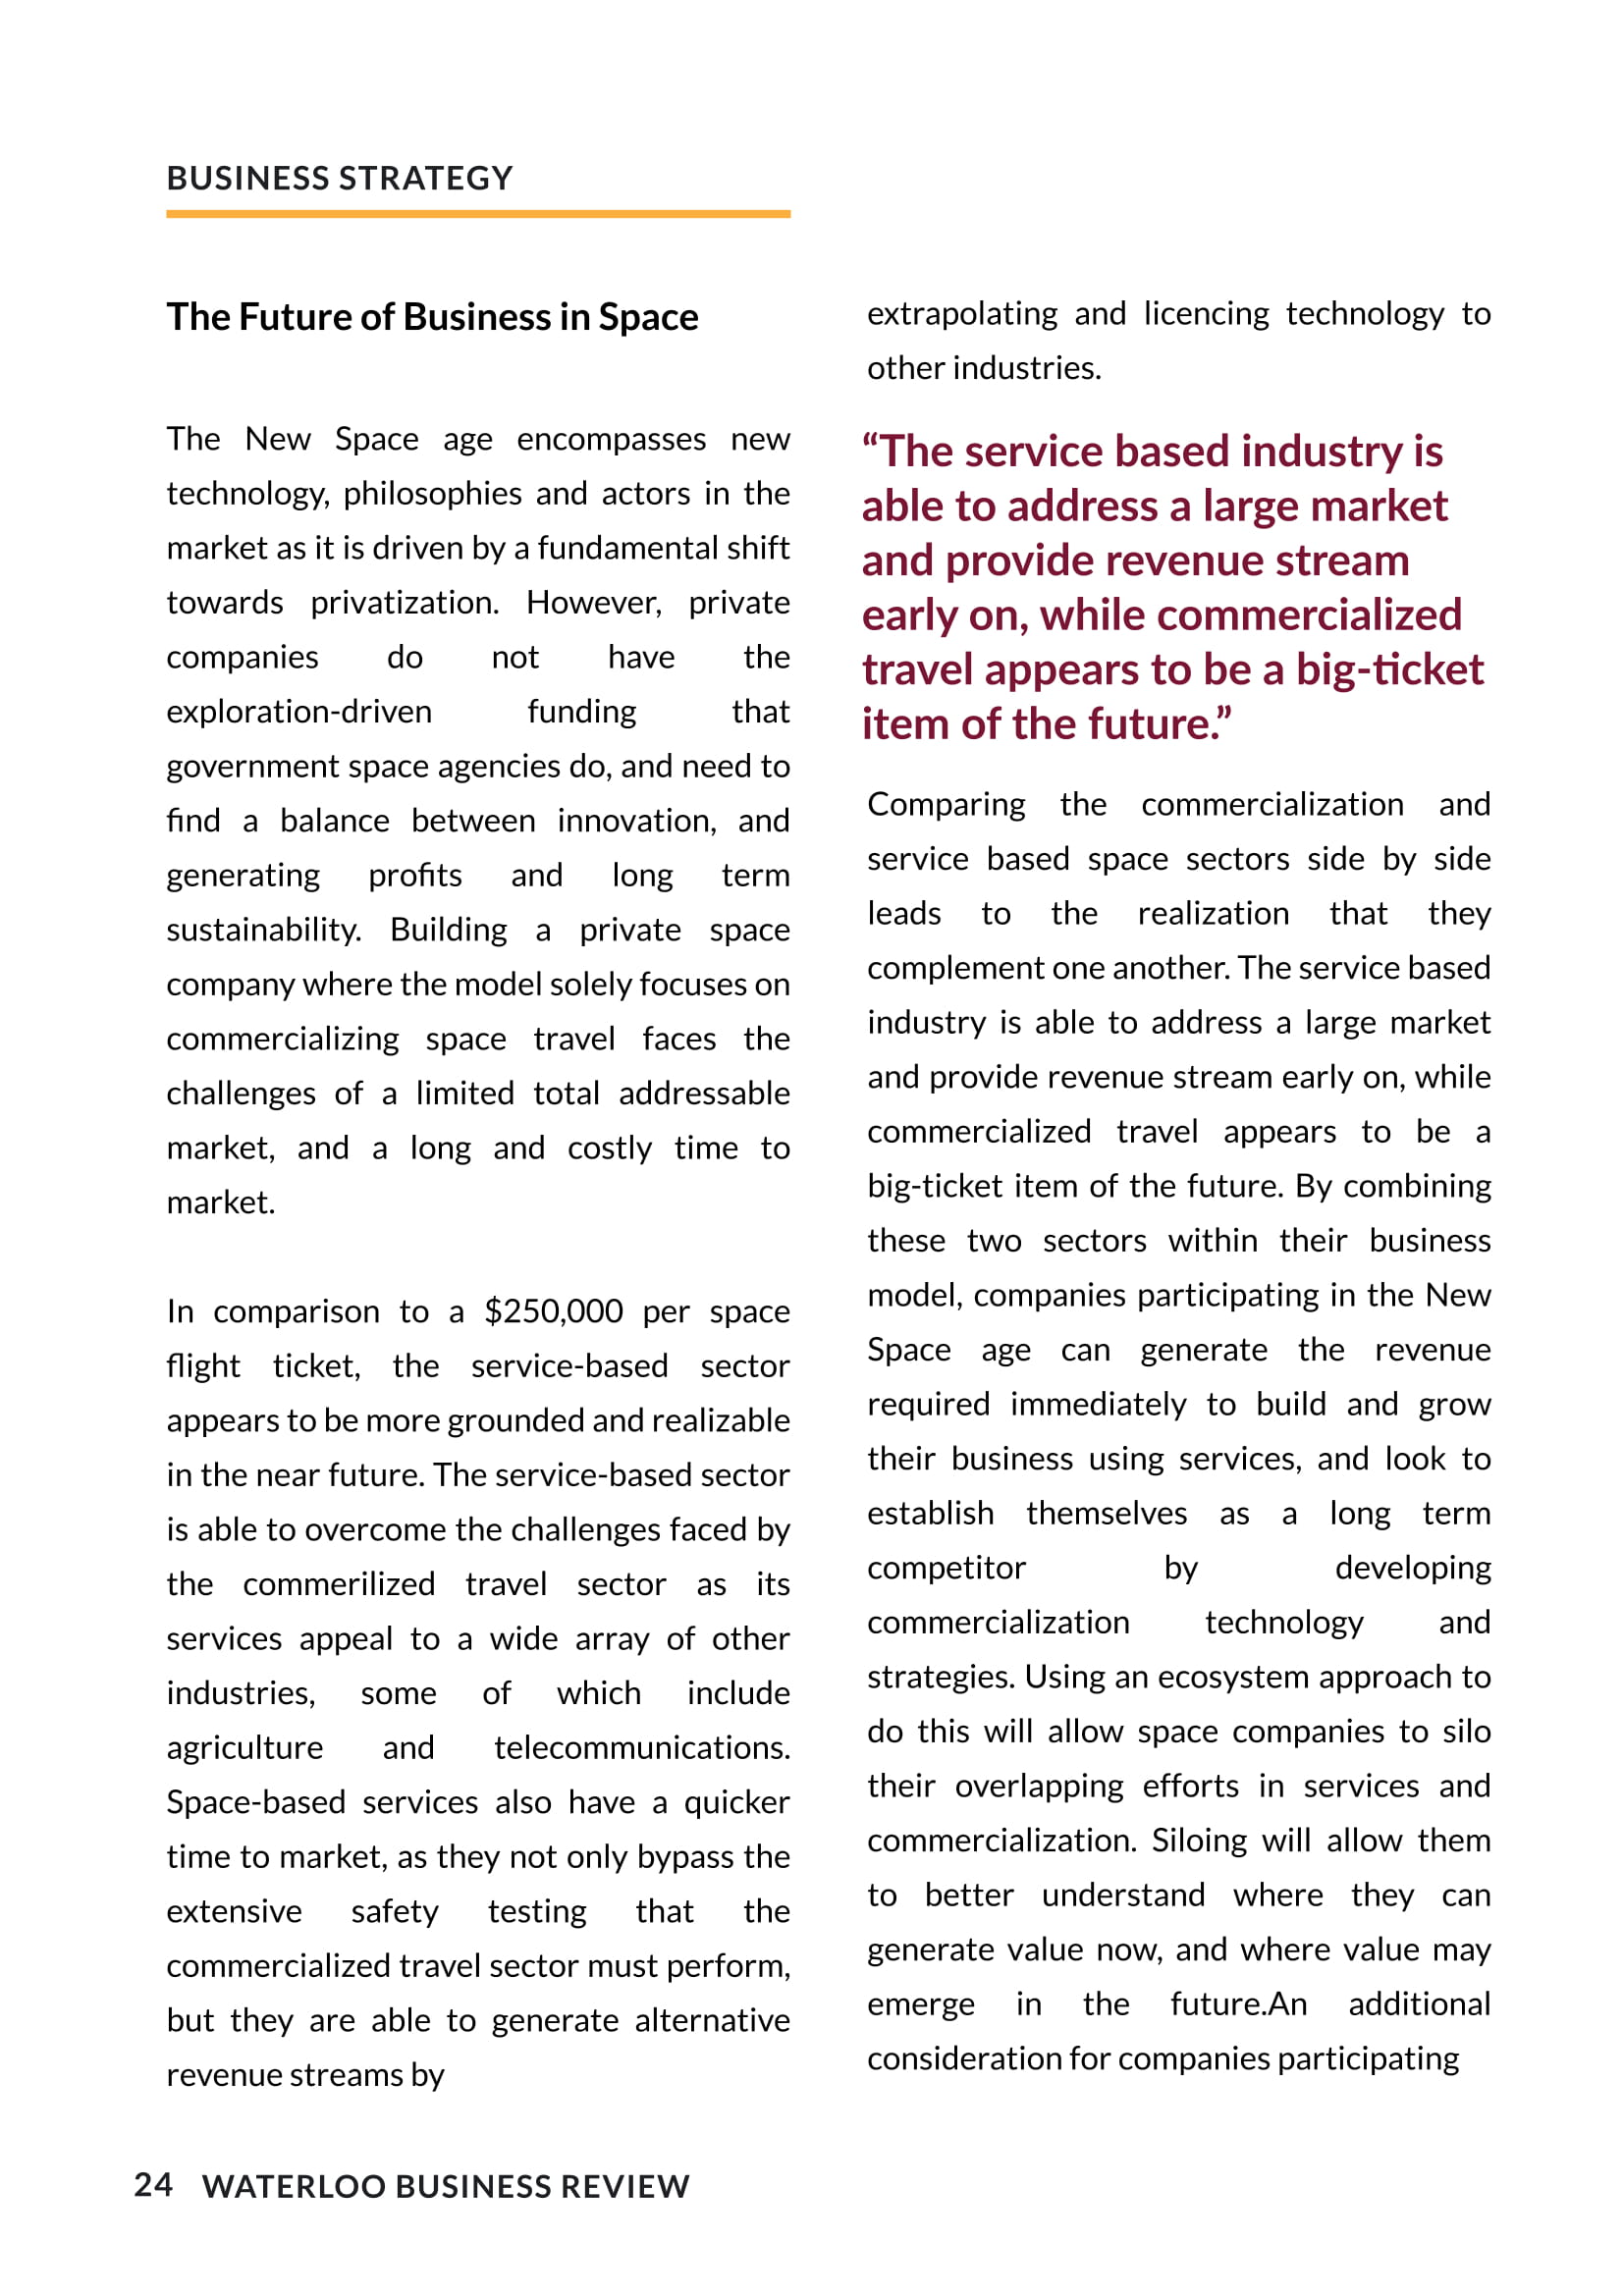 BUSINESS STRATEGY
The Future of Business in Space
The New Space age encompasses new
technology, philosophies and actors in the
market as it is driven by a fundamental shift
towards privatization. However, private
companies do not have the
exploration-driven funding that
government space agencies do, and need to
find a balance between innovation, and
generating profits and long term
sustainability. Building a private space
company where the model solely focuses on
commercializing space travel faces the
challenges of a limited total addressable
market, and a long and costly time to
market.
In comparison to a $250,000 per space
flight ticket, the service-based sector
appears to be more grounded and realizable
in the near future. The service-based sector
is able to overcome the challenges faced by
the commerilized travel sector as its
services appeal to a wide array of other
industries, some of which include
agriculture and telecommunications.
Space-based services also have a quicker
time to market, as they not only bypass the
extensive safety testing that the
commercialized travel sector must perform,
but they are able to generate alternative
revenue streams by
extrapolating and licencing technology to
other industries.
“The service based industry is
able to address a large market
and provide revenue stream
early on, while commercialized
travel appears to be a big-ticket
item of the future.”
Comparing the commercialization and
service based space sectors side by side
leads to the realization that they
complement one another. The service based
industry is able to address a large market
and provide revenue stream early on, while
commercialized travel appears to be a
big-ticket item of the future. By combining
these two sectors within their business
model, companies participating in the New
Space age can generate the revenue
required immediately to build and grow
their business using services, and look to
establish themselves as a long term
competitor by developing
commercialization technology and
strategies. Using an ecosystem approach to
do this will allow space companies to silo
their overlapping efforts in services and
commercialization. Siloing will allow them
to better understand where they can
generate value now, and where value may
emerge in the future.An additional
consideration for companies participating
24 WATERLOO BUSINESS REVIEW